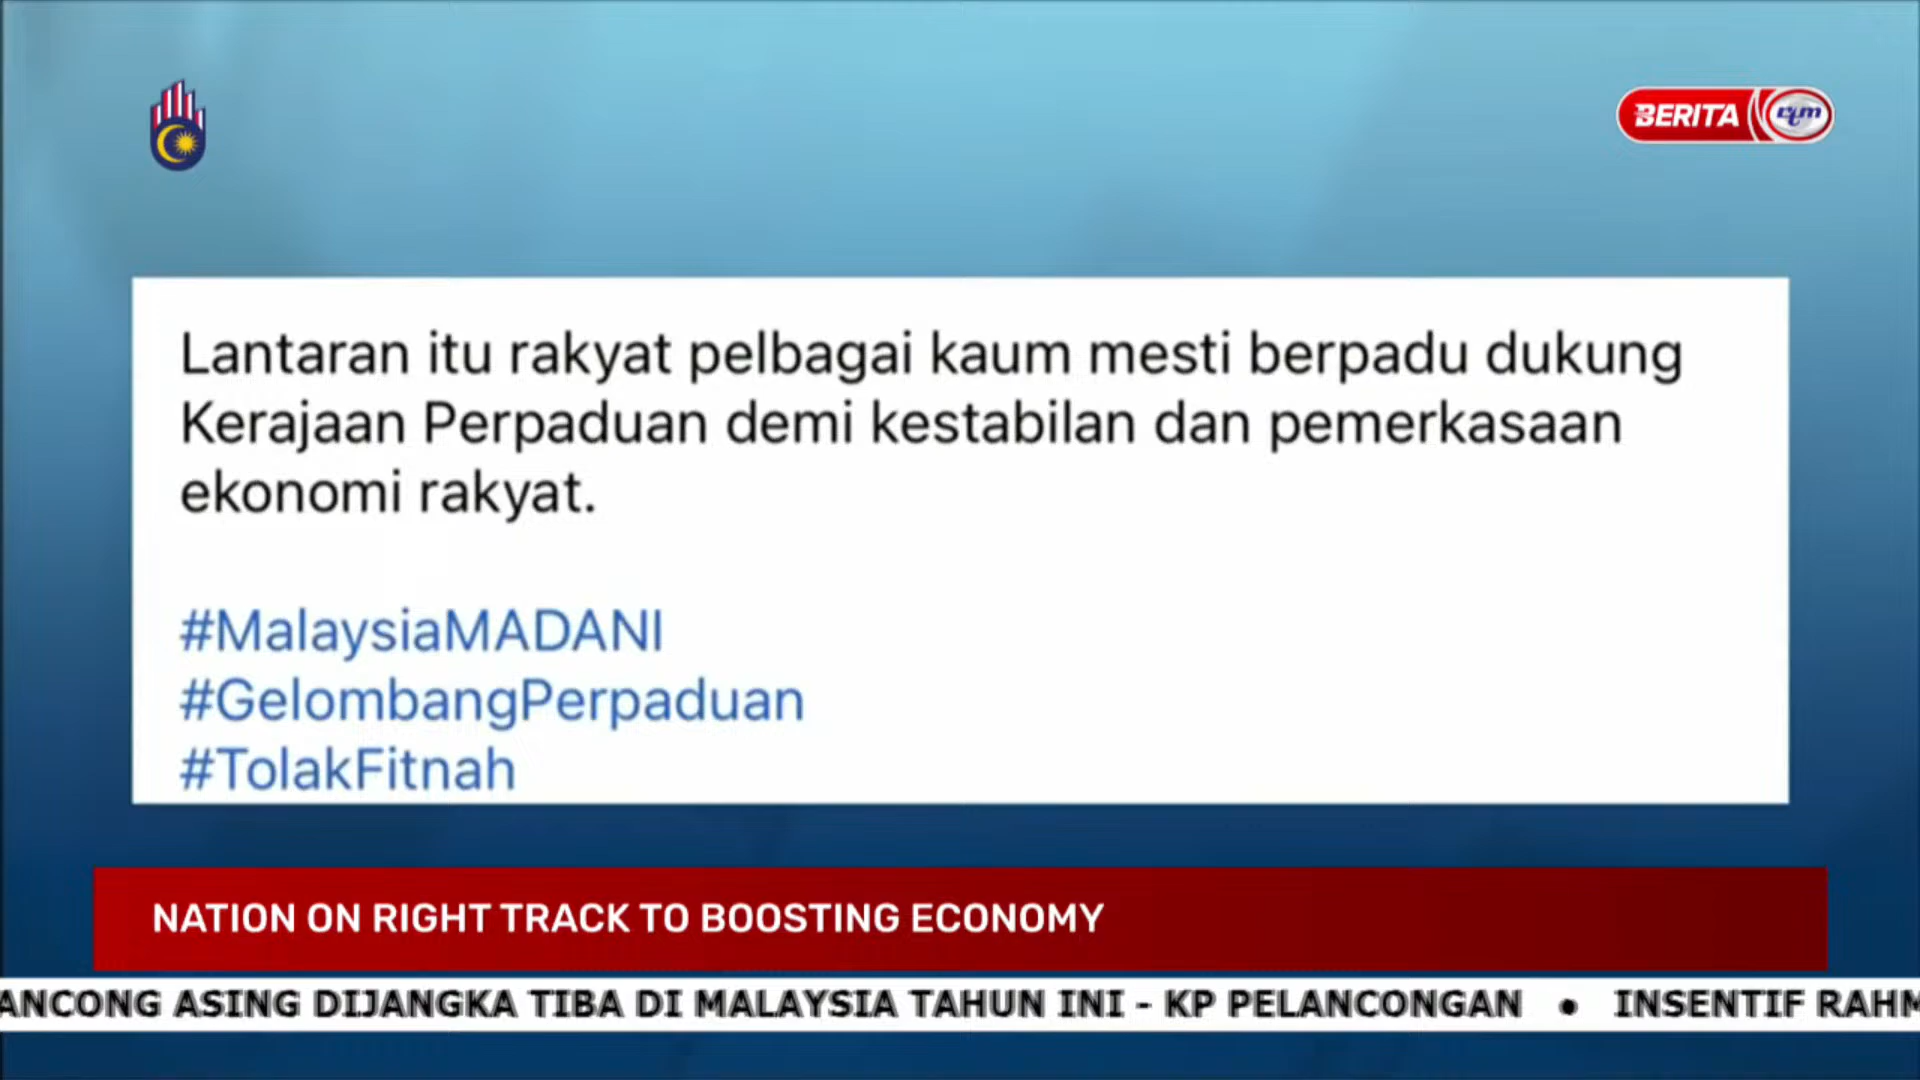 BERITA rtm
Lantaran itu rakyat pelbagai kaum mesti berpadu dukung
Kerajaan Perpaduan demi kestabilan dan pemerkasaan
ekonomi rakyat.
#MalaysiaMADANI
#GelombangPerpaduan
#TolakFitnah
NATION ON RIGHT TRACK TO BOOSTING ECONOMY
ANCONG ASING DIJANGKA TIBA DI MALAYSIA TAHUN INI - KP PELANCONGAN • INSENTIF RAHM